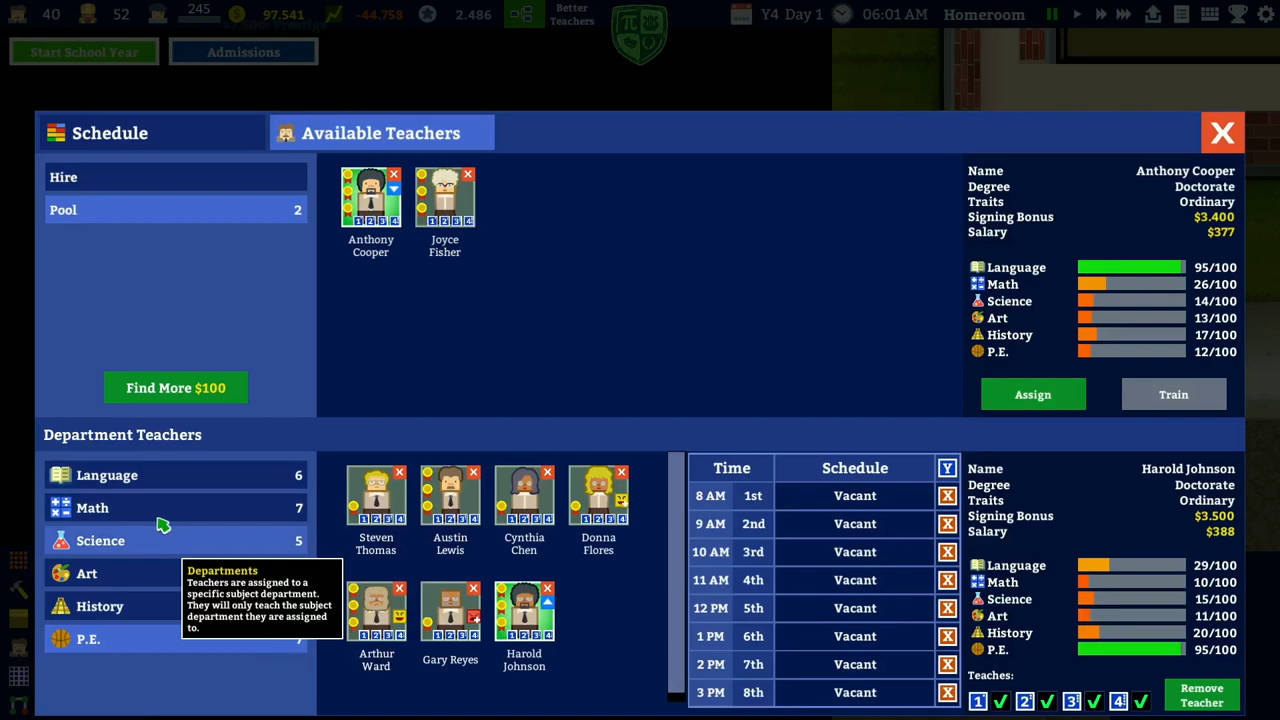 40 52 245 97.541 -44.758 2.486 Better Teachers Y4 Day 1 06:01 AM Homeroom
Start School Year Admissions
Schedule Available Teachers X
Hire
Pool 2
Find More $100
Anthony Cooper
Joyce Fisher
Name Anthony Cooper
Degree Doctorate
Traits Ordinary
Signing Bonus $3.400
Salary $377
Language 95/100
Math 26/100
Science 14/100
Art 13/100
History 17/100
P.E. 12/100
Assign Train
Department Teachers
Language 6
Math 7
Science 5
Art
History
P.E. 7
Departments
Teachers are assigned to a
specific subject department.
They will only teach the subject
department they are assigned
to.
Steven Thomas
Austin Lewis
Cynthia Chen
Donna Flores
Arthur Ward
Gary Reyes
Harold Johnson
Time Schedule Y
8 AM 1st Vacant X
9 AM 2nd Vacant X
10 AM 3rd Vacant X
11 AM 4th Vacant X
12 PM 5th Vacant X
1 PM 6th Vacant X
2 PM 7th Vacant X
3 PM 8th Vacant X
Name Harold Johnson
Degree Doctorate
Traits Ordinary
Signing Bonus $3.500
Salary $388
Language 29/100
Math 10/100
Science 15/100
Art 11/100
History 20/100
P.E. 95/100
Teaches:
1 2 3 4
Remove Teacher